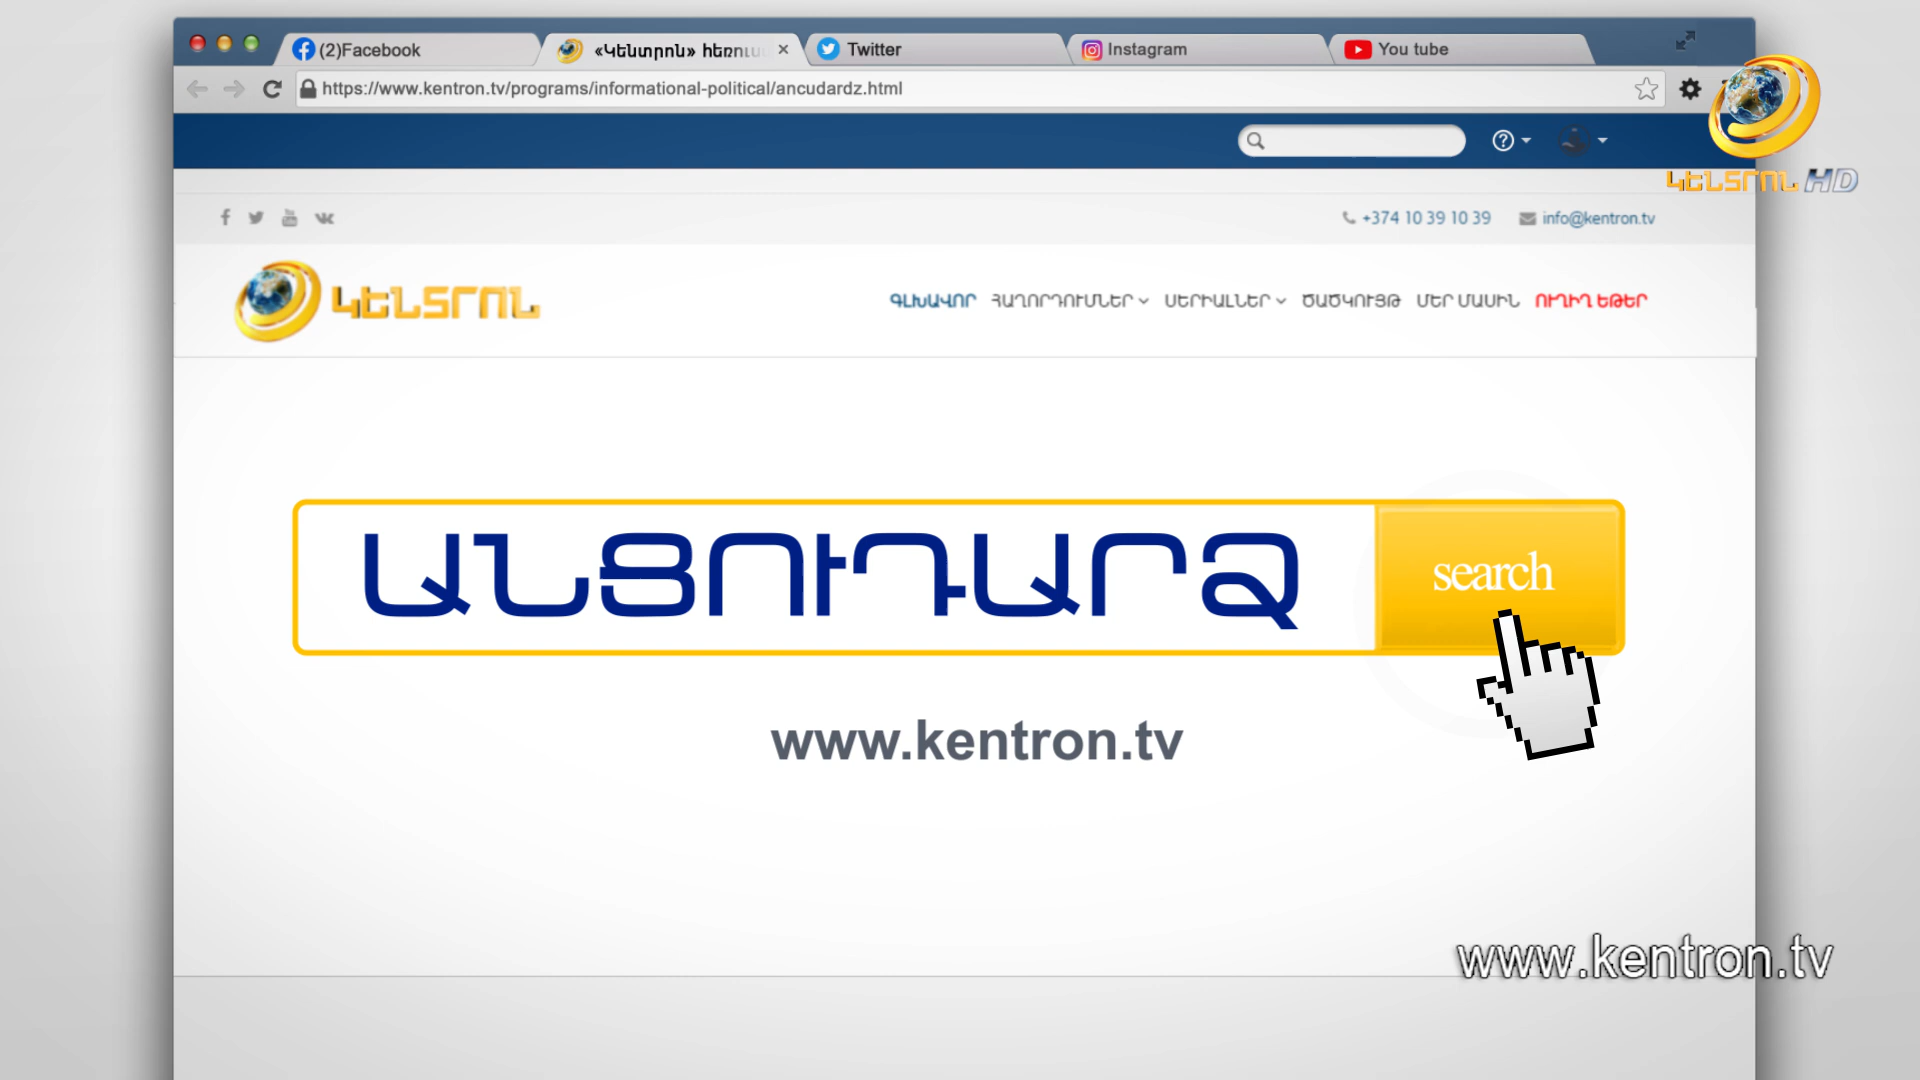 (2)Facebook
«Կենտրոն» հեռուս
Twitter
Instagram
You tube
https://www.kentron.tv/programs/informational-political/ancudardz.html
ԿԵՆՏՐՈՆ HD
+374 10 39 10 39
info@kentron.tv
ԿԵՆՏՐՈՆ
ԳԼԽԱՎՈՐ
ՀԱՂՈՐԴՈՒՄՆԵՐ
ՍԵՐԻԱԼՆԵՐ
ԾԱԾԿՈՒՅԹ
ՄԵՐ ՄԱՍԻՆ
ՈՒՂԻՂ ԵԹԵՐ
ԱՆՑՈՒԴԱՐՁ
search
www.kentron.tv
www.kentron.tv